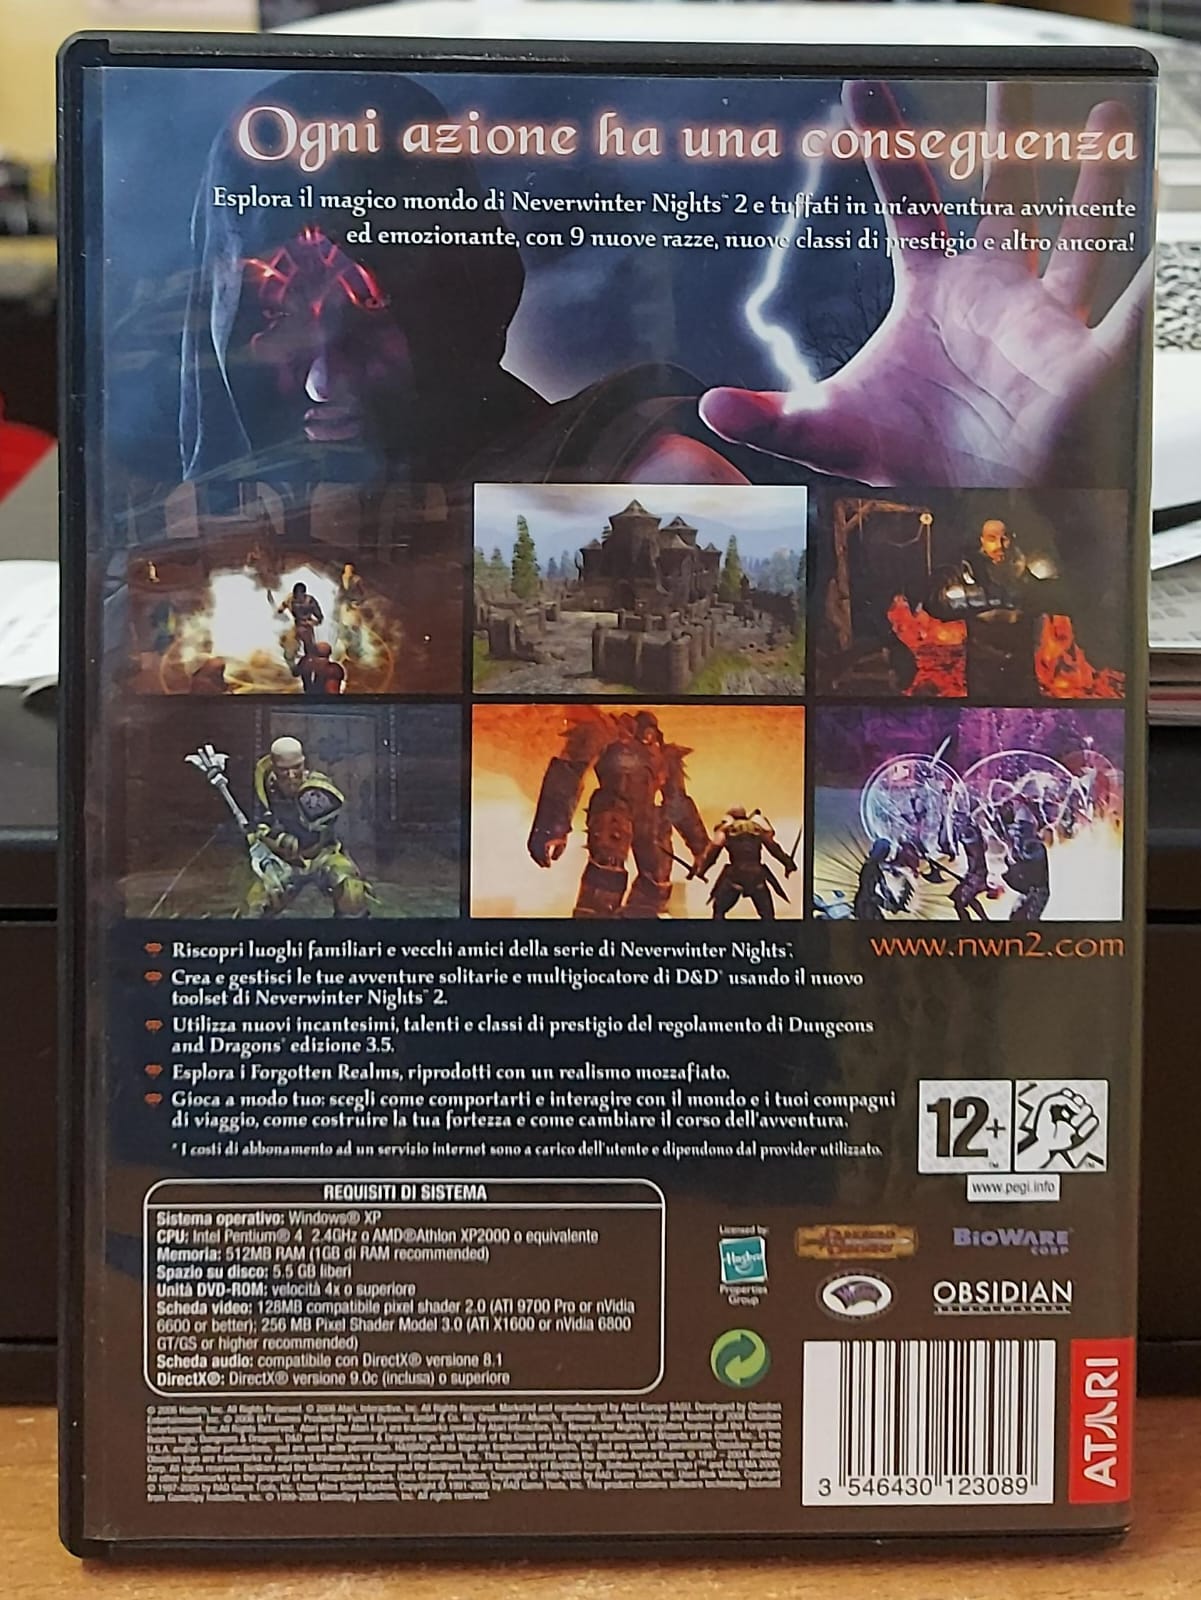 Ogni azione ha una conseguenza
Esplora il magico mondo di Neverwinter Nights™ 2 e tuffati in un'avventura avvincente
ed emozionante, con 9 nuove razze, nuove classi di prestigio e altro ancora!
Riscopri luoghi familiari e vecchi amici della serie di Neverwinter Nights™.
www.nwn2.com
Crea e gestisci le tue avventure solitarie e multigiocatore di D&D® usando il nuovo
toolset di Neverwinter Nights™ 2.
Utilizza nuovi incantesimi, talenti e classi di prestigio del regolamento di Dungeons
and Dragons® edizione 3.5.
Esplora i Forgotten Realms, riprodotti con un realismo mozzafiato.
Gioca a modo tuo: scegli come comportarti e interagire con il mondo e i tuoi compagni
di viaggio, come costruire la tua fortezza e come cambiare il corso dell'avventura.
* I costi di abbonamento ad un servizio internet sono a carico dell'utente e dipendono dal provider utilizzato.
12+
www.pegi.info
REQUISITI DI SISTEMA
Sistema operativo: Windows® XP
CPU: Intel Pentium® 4 2.4GHz o AMD®Athlon XP2000 o equivalente
Memoria: 512MB RAM (1GB di RAM recommended)
Spazio su disco: 5.5 GB liberi
Unità DVD-ROM: velocità 4x o superiore
Scheda video: 128MB compatibile pixel shader 2.0 (ATI 9700 Pro or nVidia
6600 or better); 256 MB Pixel Shader Model 3.0 (ATI X1600 or nVidia 6800
GT/GS or higher recommended)
Scheda audio: compatibile con DirectX® versione 8.1
DirectX®: DirectX® versione 9.0c (inclusa) o superiore
Licensed by:
Hasbro
Properties
Group
BIOWARE
CORP
OBSIDIAN
ENTERTAINMENT
ATARI
3 546430 123089